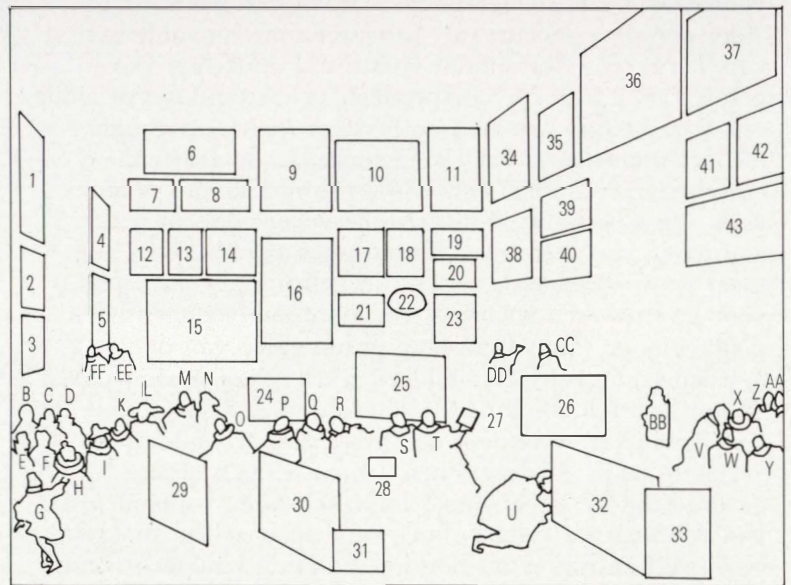 37
36
35
34
42
41
6
9
10
11
1
7
8
39
43
4
12
13
14
17
18
19
38
40
20
2
16
22
21
23
15
5
3
CC
FF
EE
DD
25
AA
M
N
24
26
Z
X
B
C
D
L
K
P
Q
R
27
BB
O
S
T
V
E
F
I
W
Y
H
28
29
30
32
G
U
33
31